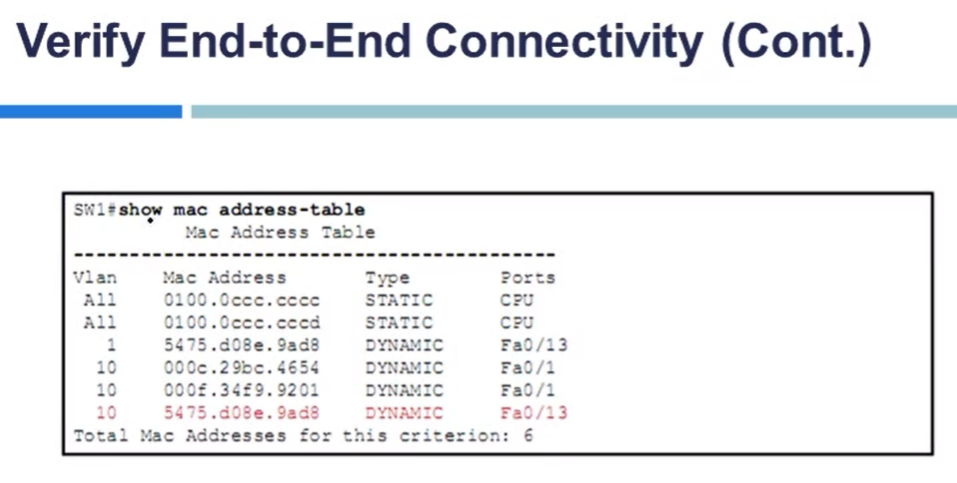 Verify End-to-End Connectivity (Cont.)
SW1#show mac address-table
Mac Address Table
-------------------------------------------
Vlan Mac Address Type Ports
All 0100.0ccc.cccc STATIC CPU
All 0100.0ccc.cccd STATIC CPU
1 5475.d08e.9ad8 DYNAMIC Fa0/13
10 000c.29bc.4654 DYNAMIC Fa0/1
10 000f.34f9.9201 DYNAMIC Fa0/1
10 5475.d08e.9ad8 DYNAMIC Fa0/13
Total Mac Addresses for this criterion: 6